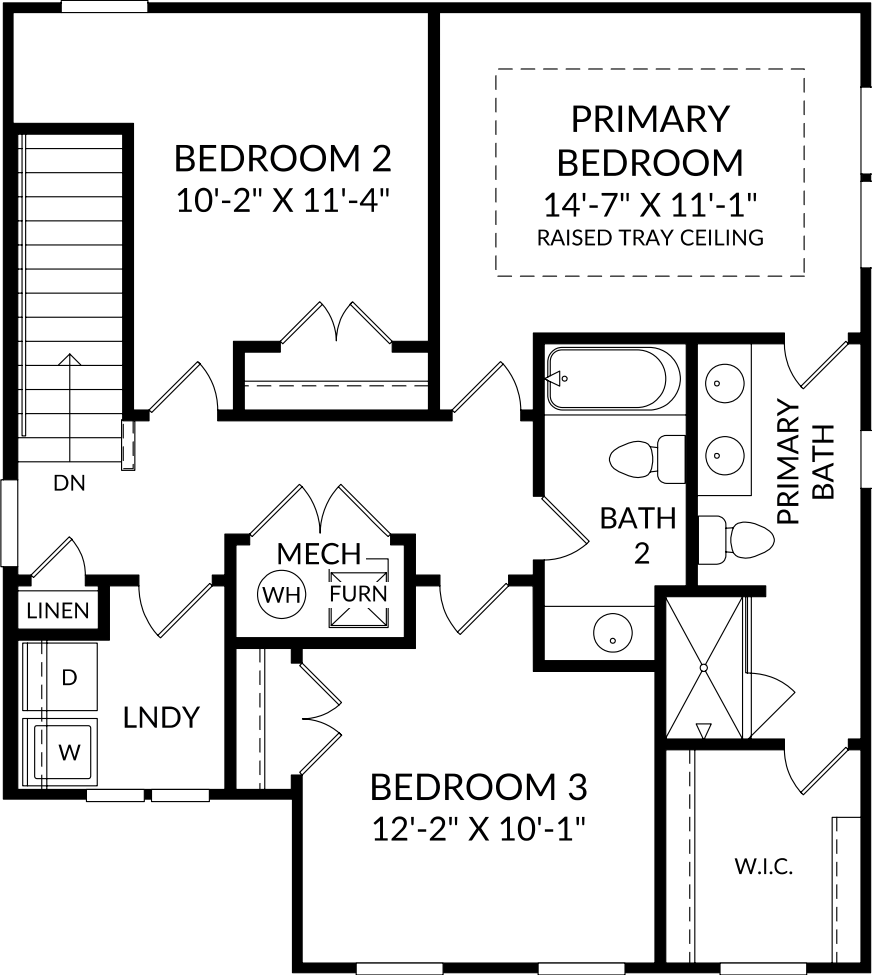 PRIMARY
BEDROOM
14'-7" X 11'-1"
RAISED TRAY CEILING
BEDROOM 2
10'-2" X 11'-4"
DN
PRIMARY
BATH
BATH
2
MECH
WH
FURN
LINEN
D
LNDY
W
BEDROOM 3
12'-2" X 10'-1"
W.I.C.